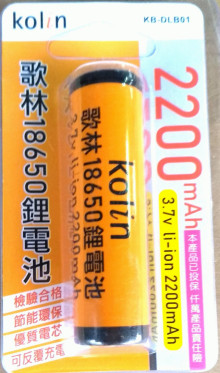 kolin
KB-DLB01
歌林18650鋰電池
2200mAh
3.7v li-ion 2200mAh
本產品已投保 仟萬產品責任險
kolin
歌林18650鋰電池
3.7v li-ion 2200mAh
檢驗合格
節能環保
優質電芯
可反覆充電